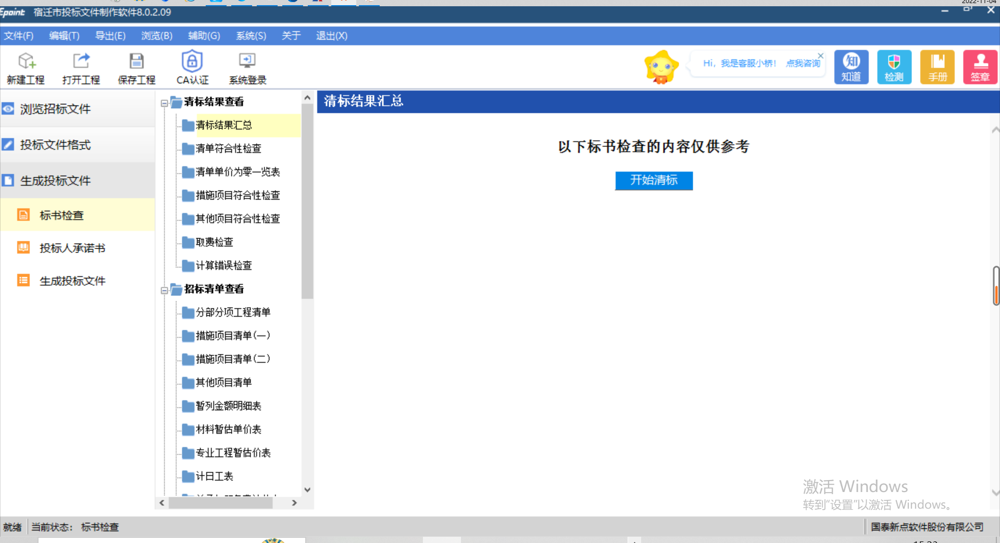 2022-11-04
Epoint 宿迁市投标文件制作软件8.0.2.09
文件(F) 编辑(T) 导出(E) 浏览(B) 辅助(G) 系统(S) 关于 退出(X)
新建工程 打开工程 保存工程 CA认证 系统登录
Hi，我是客服小桥！ 点我咨询
知
知道 检测 手册 签章
浏览招标文件
投标文件格式
生成投标文件
标书检查
投标人承诺书
生成投标文件
清标结果查看
清标结果汇总
清单符合性检查
清单单价为零一览表
措施项目符合性检查
其他项目符合性检查
取费检查
计算错误检查
招标清单查看
分部分项工程清单
措施项目清单(一)
措施项目清单(二)
其他项目清单
暂列金额明细表
材料暂估单价表
专业工程暂估价表
计日工表
清标结果汇总
以下标书检查的内容仅供参考
开始清标
激活 Windows
转到"设置"以激活 Windows。
就绪 当前状态： 标书检查
国泰新点软件股份有限公司